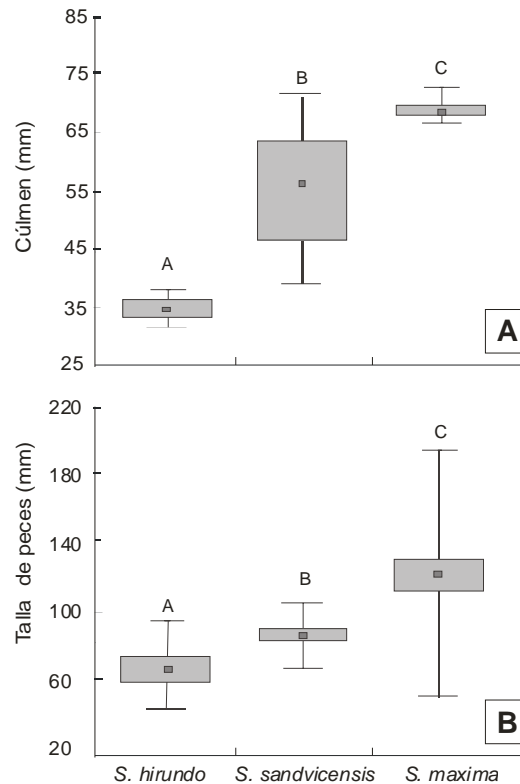 85
75
65
55
45
35
25
Cúlmen (mm)
A
B
C
A
220
180
140
100
60
20
Talla de peces (mm)
A
B
C
B
S. hirundo S. sandvicensis S. maxima